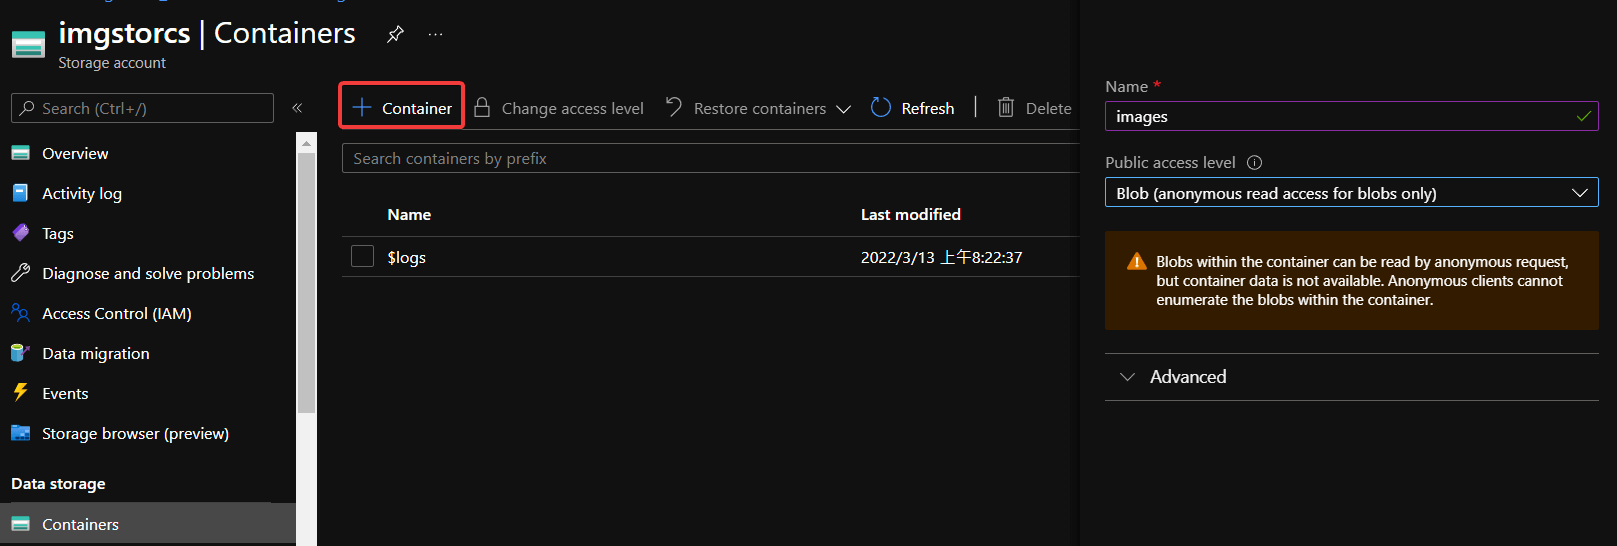 imgstorcs | Containers
Storage account
Search (Ctrl+/)
Overview
Activity log
Tags
Diagnose and solve problems
Access Control (IAM)
Data migration
Events
Storage browser (preview)
Data storage
Containers
Container
Change access level
Restore containers
Refresh
Delete
Search containers by prefix
Name
Last modified
$logs
2022/3/13 上午8:22:37
Name *
images
Public access level
Blob (anonymous read access for blobs only)
Blobs within the container can be read by anonymous request,
but container data is not available. Anonymous clients cannot
enumerate the blobs within the container.
Advanced